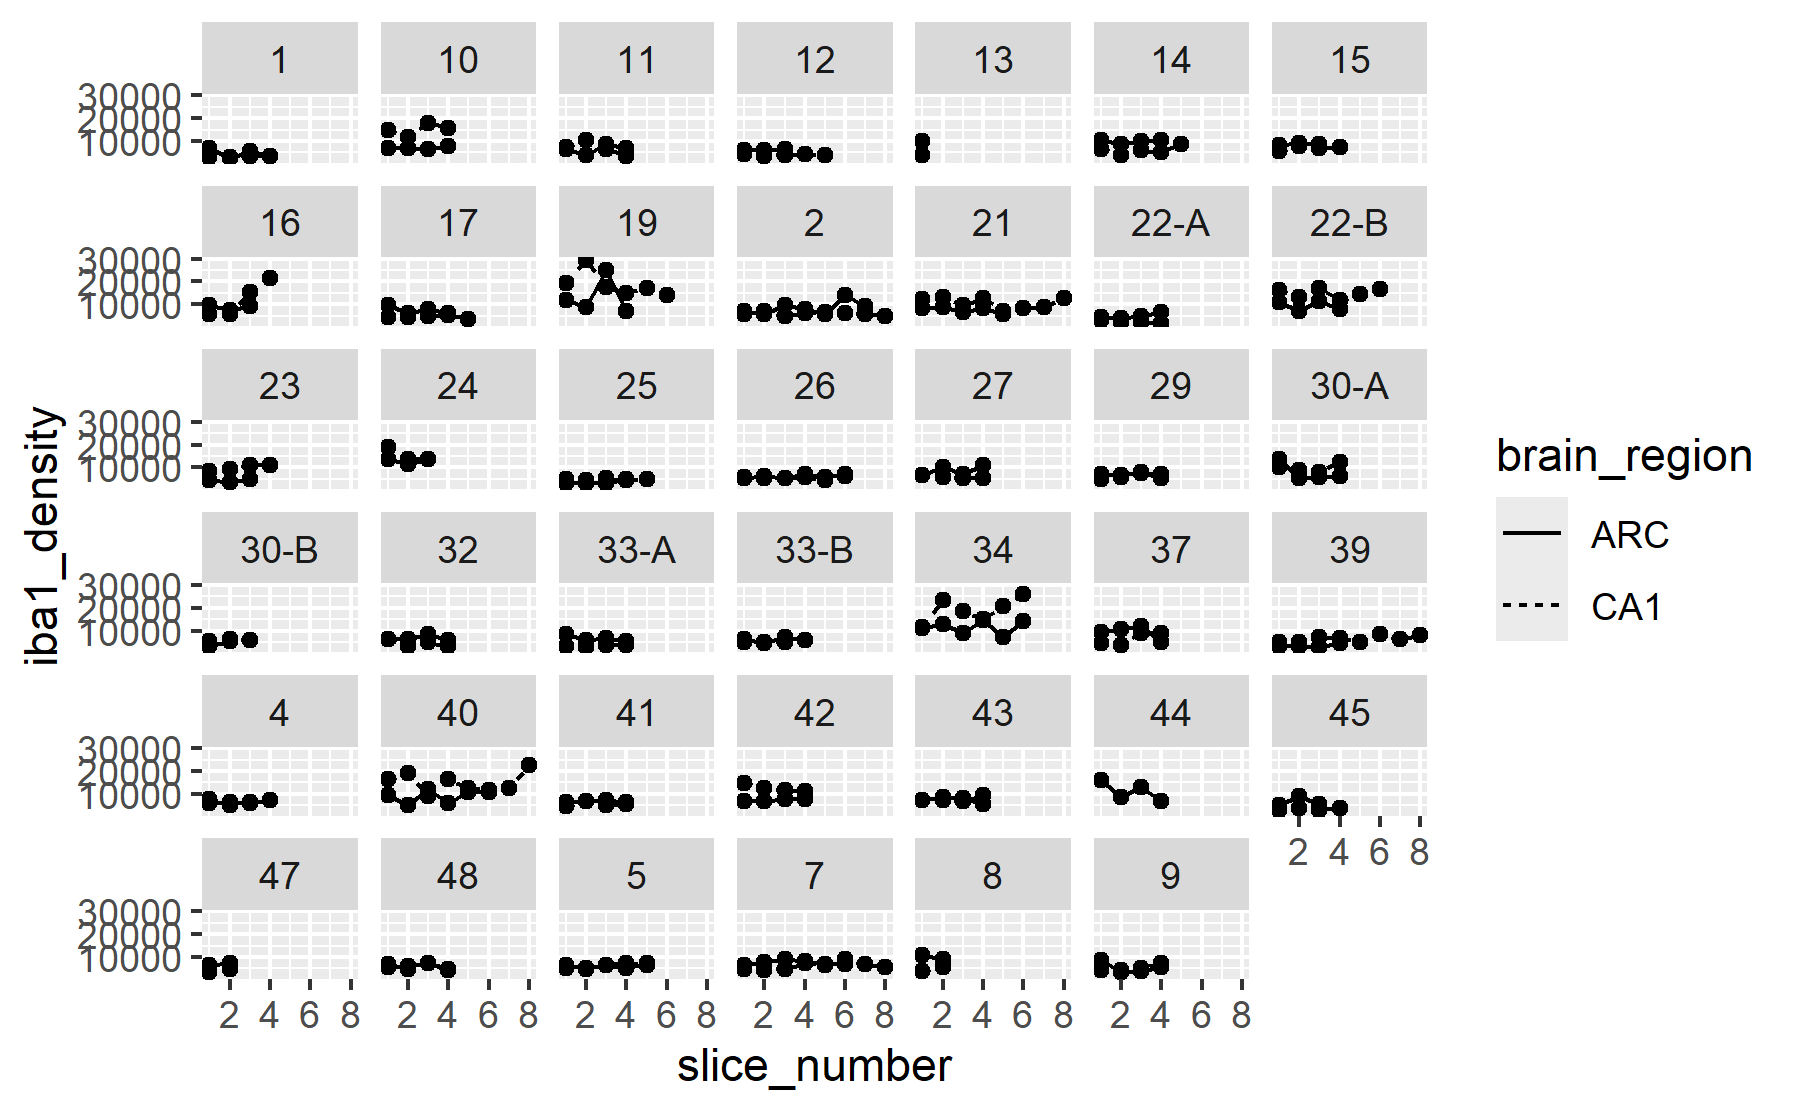 1 10 11 12 13 14 15
30000
20000
10000
16 17 19 2 21 22-A 22-B
30000
20000
10000
23 24 25 26 27 29 30-A
30000
20000
10000
30-B 32 33-A 33-B 34 37 39
30000
20000
10000
4 40 41 42 43 44 45
30000
20000
10000
2 4 6 8
47 48 5 7 8 9
30000
20000
10000
2 4 6 8 2 4 6 8 2 4 6 8 2 4 6 8 2 4 6 8 2 4 6 8
slice_number
iba1_density
brain_region
ARC
CA1